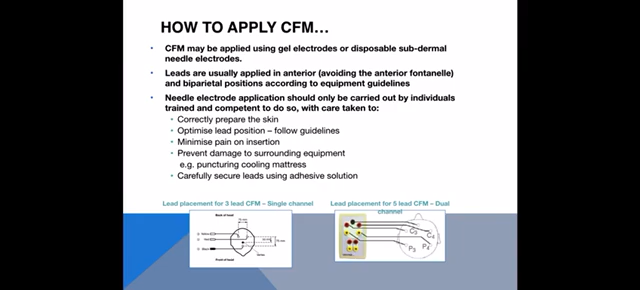 HOW TO APPLY CFM…
• CFM may be applied using gel electrodes or disposable sub-dermal
needle electrodes.
• Leads are usually applied in anterior (avoiding the anterior fontanelle)
and biparietal positions according to equipment guidelines
• Needle electrode application should only be carried out by individuals
trained and competent to do so, with care taken to:
• Correctly prepare the skin
• Optimise lead position – follow guidelines
• Minimise pain on insertion
• Prevent damage to surrounding equipment
e.g. puncturing cooling mattress
• Carefully secure leads using adhesive solution
Lead placement for 3 lead CFM – Single channel
Back of head
Front of head
Lead placement for 5 lead CFM – Dual
channel
C3
C4
P3
P4